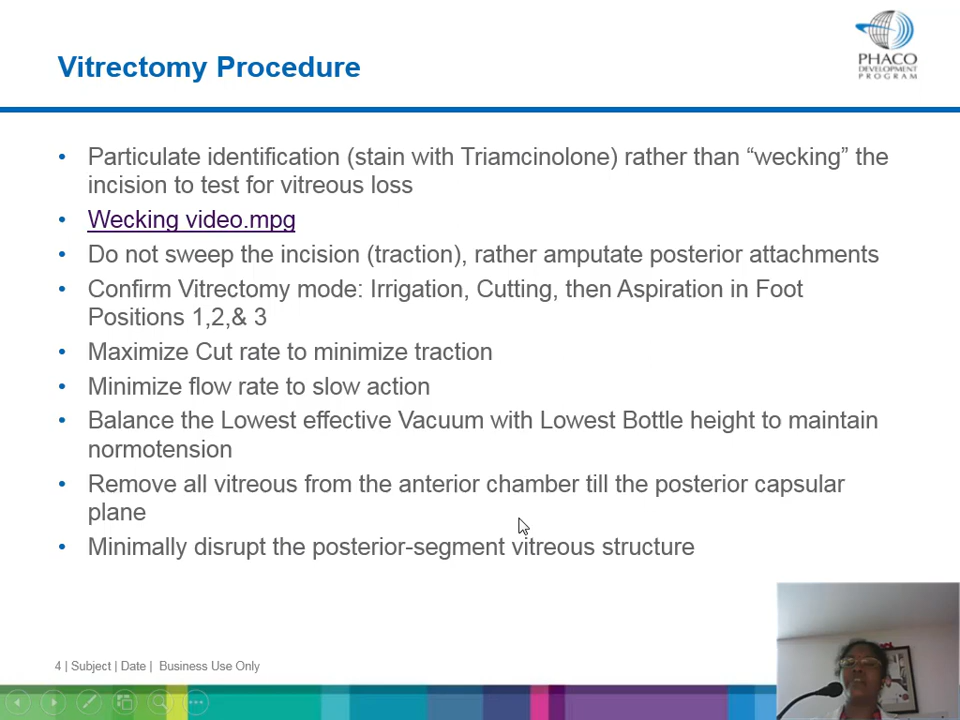 Vitrectomy Procedure
PHACO
DEVELOPMENT
PROGRAM
• Particulate identification (stain with Triamcinolone) rather than “wecking” the
incision to test for vitreous loss
• Wecking video.mpg
• Do not sweep the incision (traction), rather amputate posterior attachments
• Confirm Vitrectomy mode: Irrigation, Cutting, then Aspiration in Foot
Positions 1,2,& 3
• Maximize Cut rate to minimize traction
• Minimize flow rate to slow action
• Balance the Lowest effective Vacuum with Lowest Bottle height to maintain
normotension
• Remove all vitreous from the anterior chamber till the posterior capsular
plane
• Minimally disrupt the posterior-segment vitreous structure
4 | Subject | Date | Business Use Only